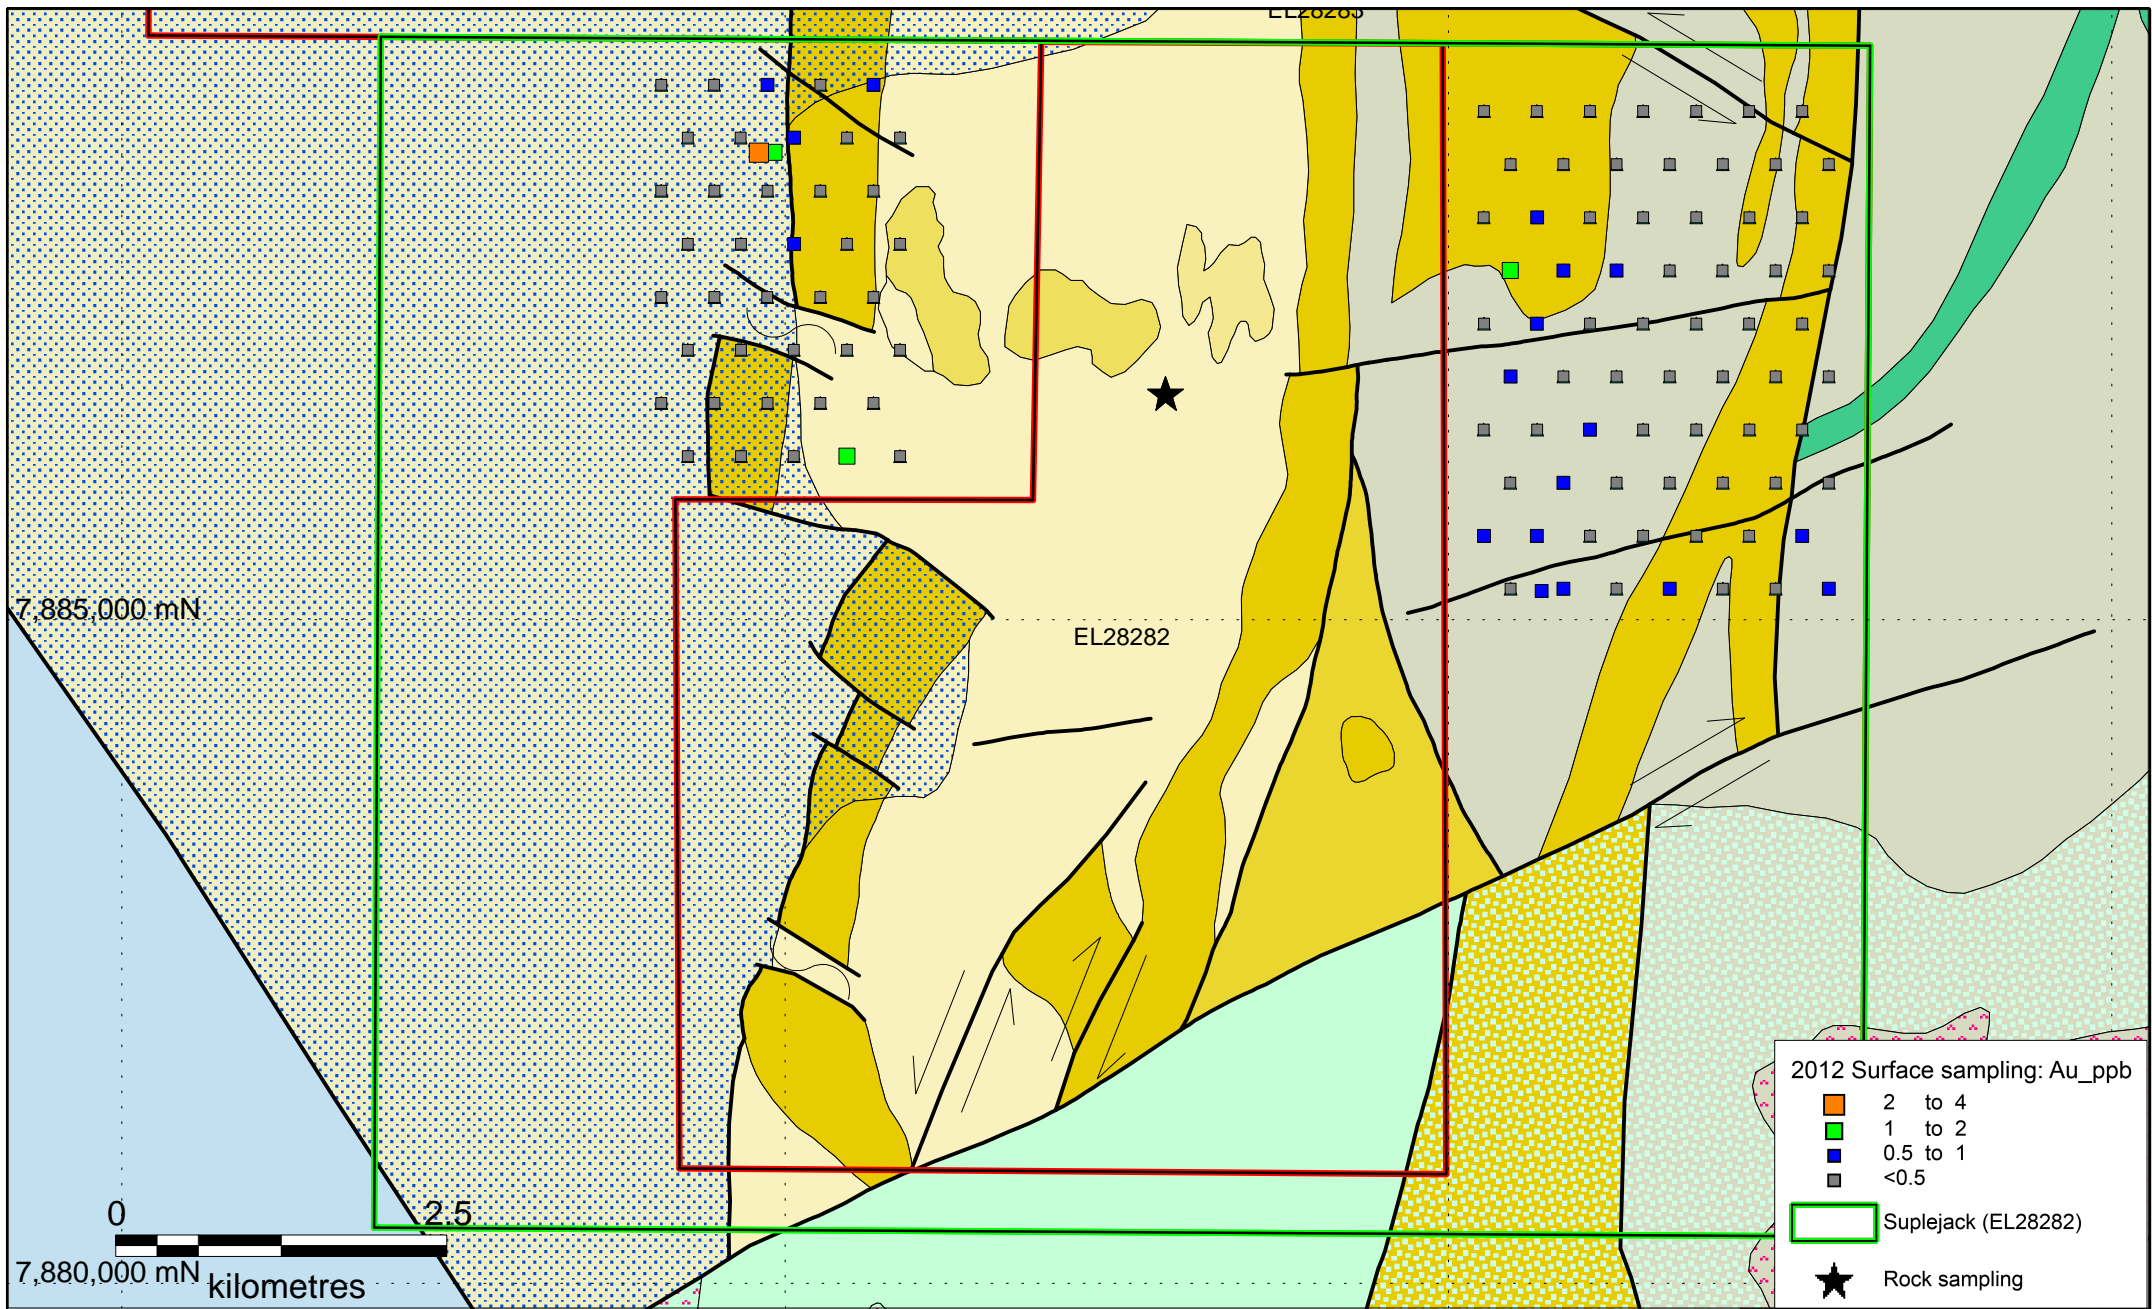 EL28283
7,885,000 mN
EL28282
2012 Surface sampling: Au_ppb
2 to 4
1 to 2
0.5 to 1
<0.5
Suplejack (EL28282)
Rock sampling
0 2.5
7,880,000 mN
kilometres